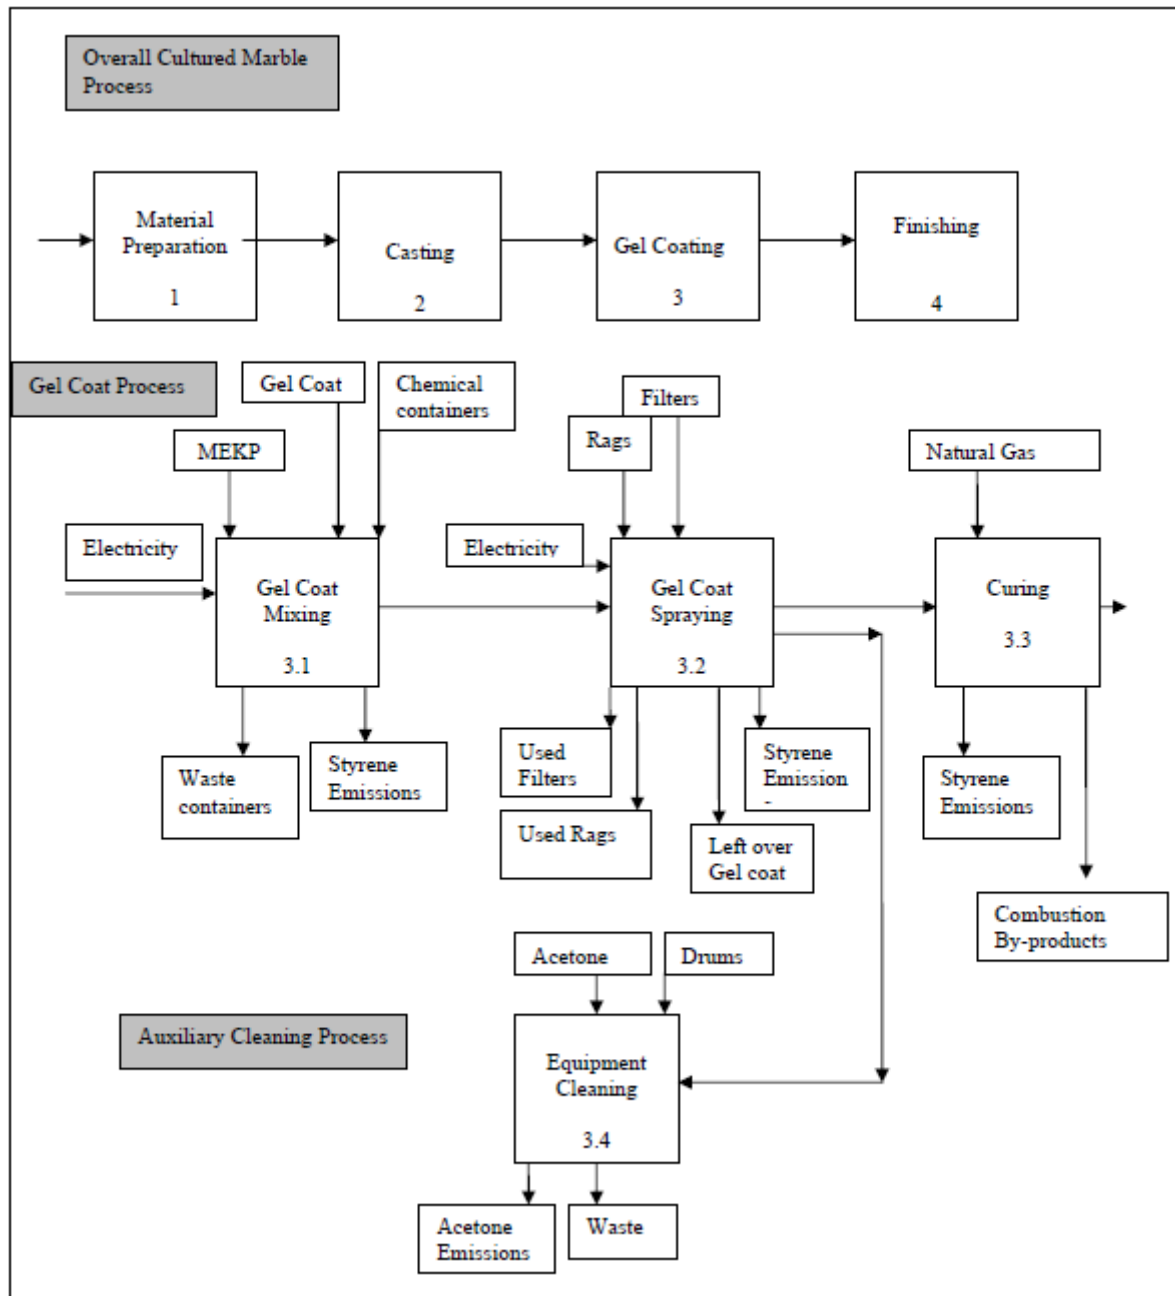 Overall Cultured Marble
Process
Material
Preparation
1
Casting
2
Gel Coating
3
Finishing
4
Gel Coat Process
Gel Coat
Chemical
containers
Filters
MEKP
Rags
Natural Gas
Electricity
Electricity
Gel Coat
Mixing
3.1
Gel Coat
Spraying
3.2
Curing
3.3
Waste
containers
Styrene
Emissions
Used
Filters
Used Rags
Left over
Gel coat
Styrene
Emission
Styrene
Emissions
Combustion
By-products
Acetone
Drums
Auxiliary Cleaning Process
Equipment
Cleaning
3.4
Acetone
Emissions
Waste